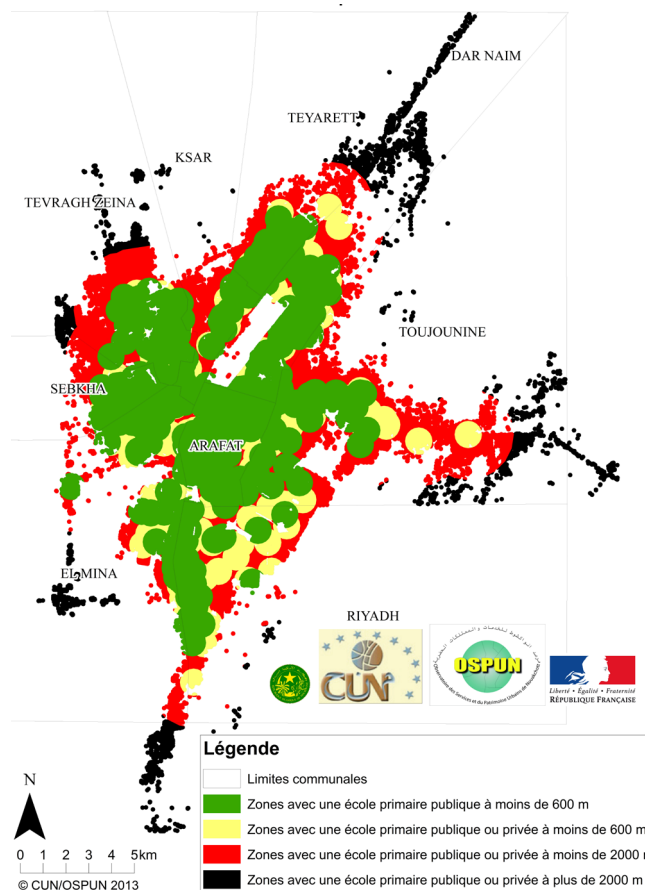 DAR NAIM
TEYARETT
KSAR
TEVRAGH ZEINA
TOUJOUNINE
SEBKHA
ARAFAT
EL MINA
RIYADH
CUN
OSPUN
Liberté • Égalité • Fraternité
RÉPUBLIQUE FRANÇAISE
Légende
Limites communales
Zones avec une école primaire publique à moins de 600 m
Zones avec une école primaire publique ou privée à moins de 600 m
Zones avec une école primaire publique ou privée à moins de 2000 m
Zones avec une école primaire publique ou privée à plus de 2000 m
N
0 1 2 3 4 5km
© CUN/OSPUN 2013